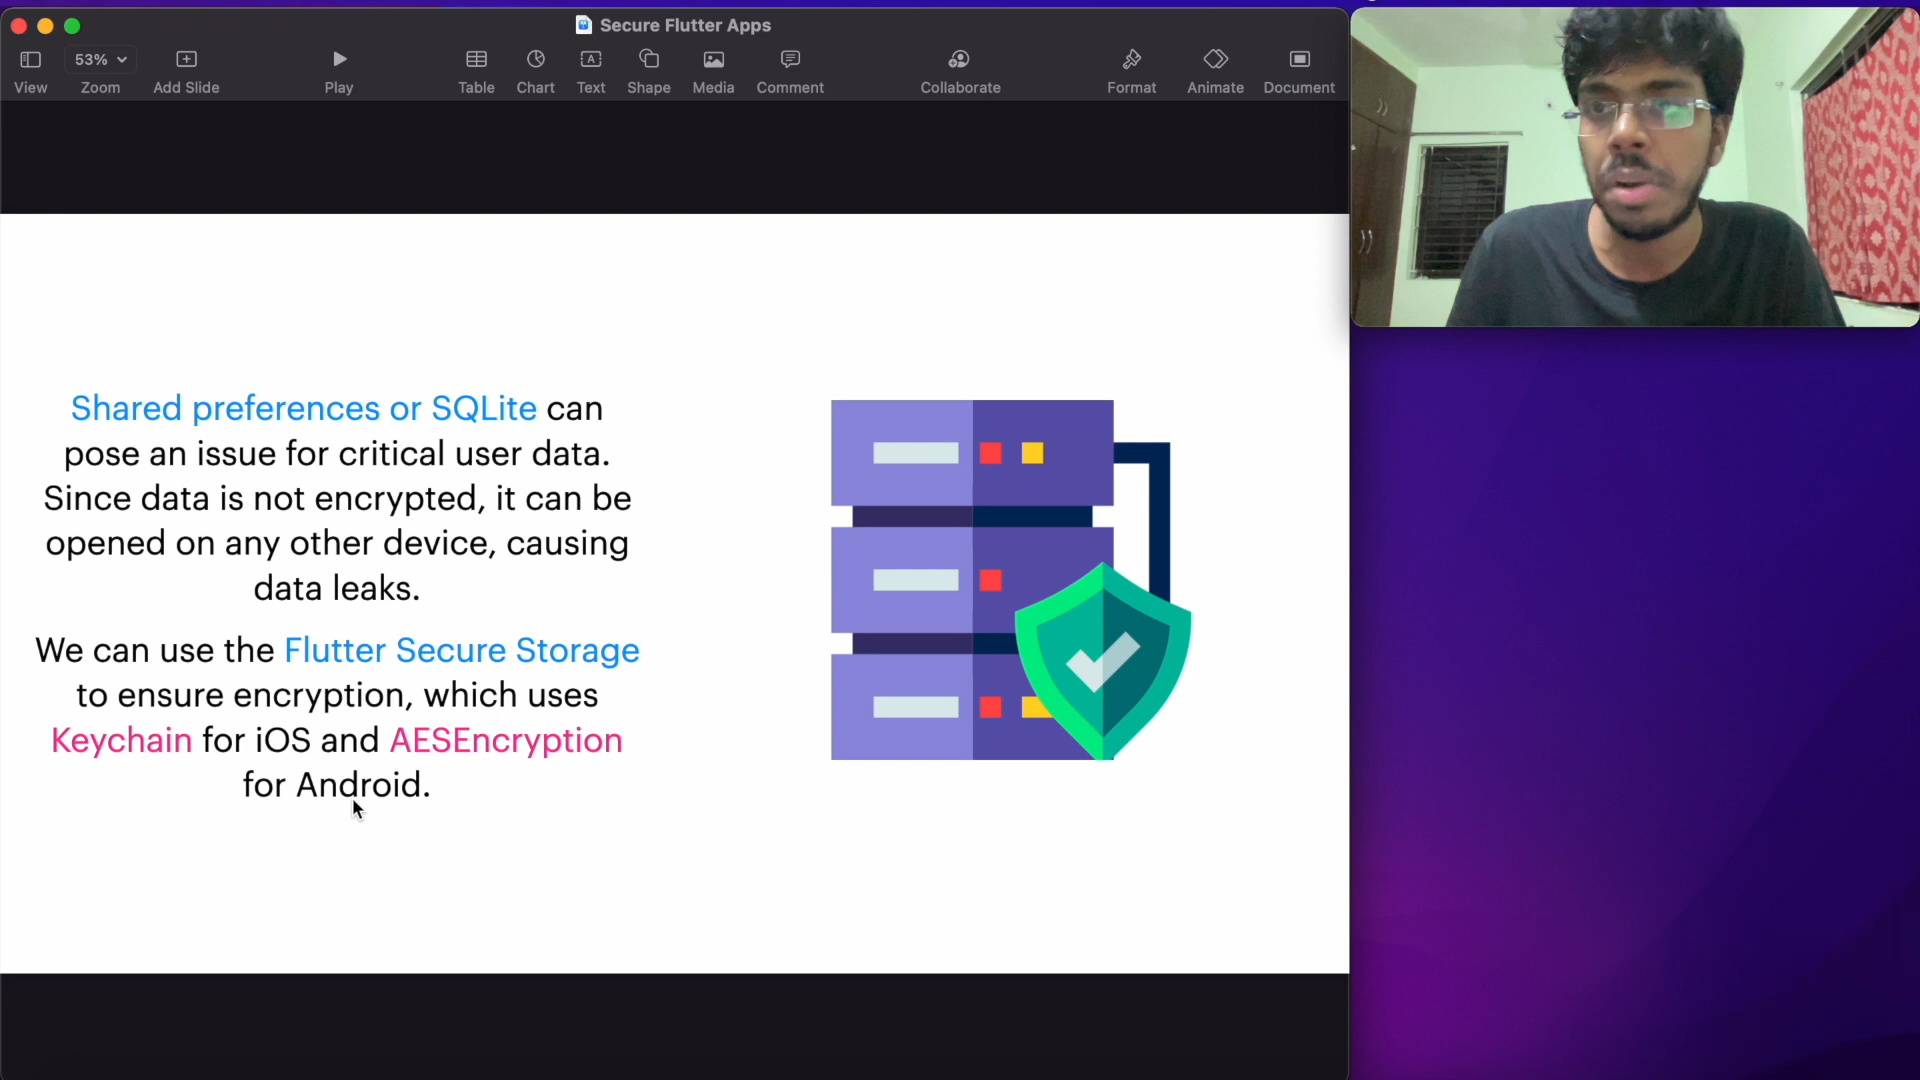 Secure Flutter Apps
53%
View Zoom Add Slide Play Table Chart Text Shape Media Comment Collaborate Format Animate Document
Shared preferences or SQLite can
pose an issue for critical user data.
Since data is not encrypted, it can be
opened on any other device, causing
data leaks.
We can use the Flutter Secure Storage
to ensure encryption, which uses
Keychain for iOS and AESEncryption
for Android.